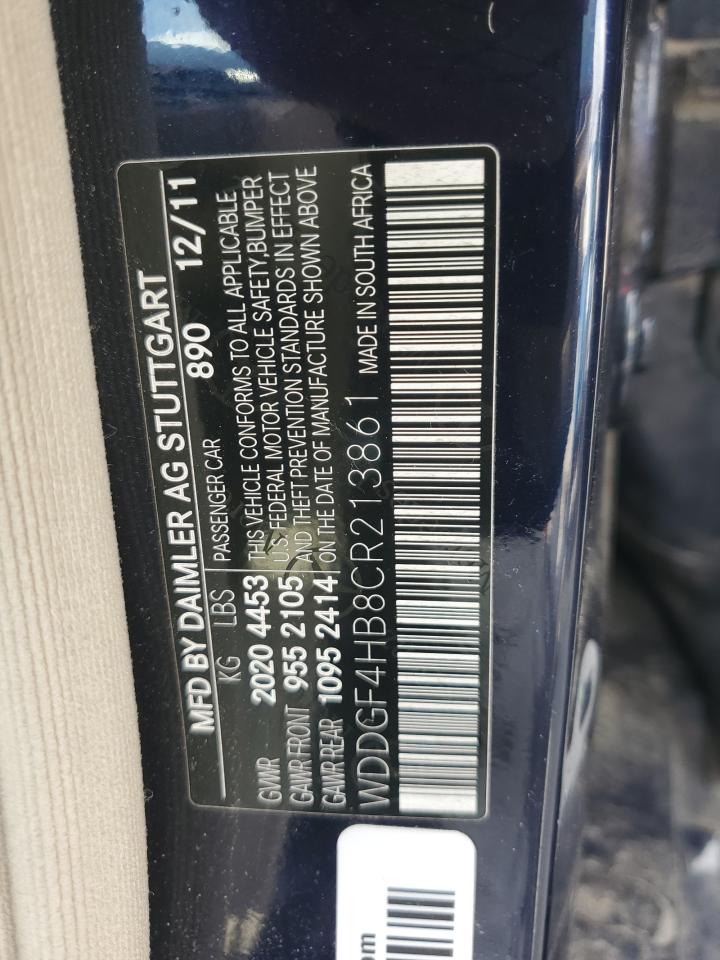 MFD BY DAIMLER AG STUTTGART
890 12/11
KG LBS PASSENGER CAR
GVWR 2020 4453
GAWR FRONT 955 2105
GAWR REAR 1095 2414
THIS VEHICLE CONFORMS TO ALL APPLICABLE
U.S. FEDERAL MOTOR VEHICLE SAFETY,BUMPER
AND THEFT PREVENTION STANDARDS IN EFFECT
ON THE DATE OF MANUFACTURE SHOWN ABOVE
WDDGF4HB8CR213861 MADE IN SOUTH AFRICA
om